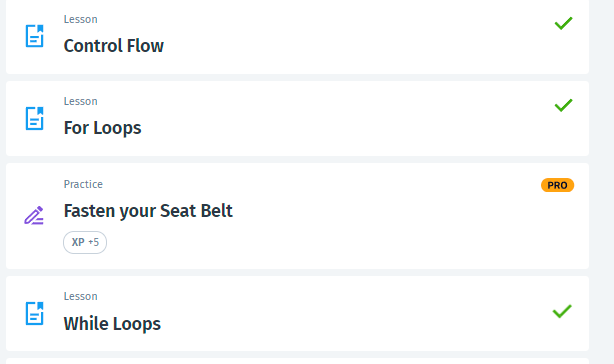 Lesson
Control Flow
Lesson
For Loops
Practice
PRO
Fasten your Seat Belt
XP +5
Lesson
While Loops